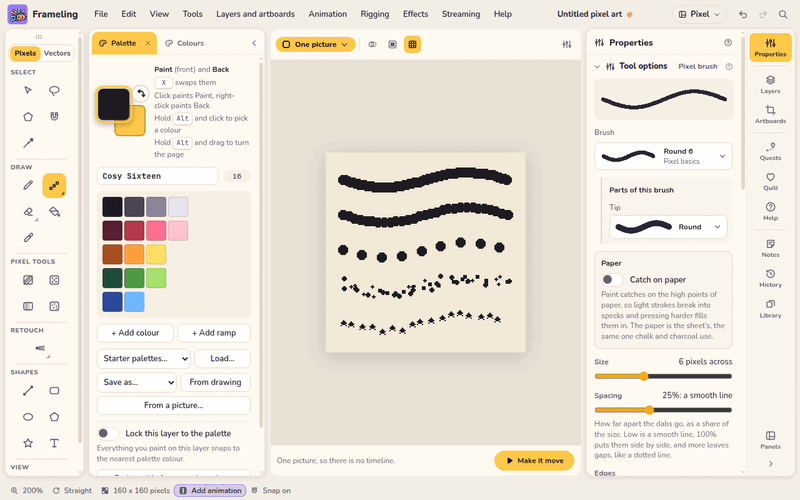 Frameling
File Edit View Tools Layers and artboards Animation Rigging Effects Streaming Help
Untitled pixel art
Pixel
Pixels Vectors
SELECT
DRAW
PIXEL TOOLS
RETOUCH
SHAPES
VIEW
Palette
Colours
Paint (front) and Back
X swaps them
Click paints Paint, right-
click paints Back
Hold Alt and click to pick
a colour
Hold Alt and drag to turn
the page
Cosy Sixteen 16
+ Add colour + Add ramp
Starter palettes... Load...
Save as... From drawing
From a picture...
Lock this layer to the palette
Everything you paint on this layer snaps to
the nearest palette colour.
One picture
One picture, so there is no timeline.
Make it move
Properties
Tool options Pixel brush
Brush
Round 6
Pixel basics
Parts of this brush
Tip
Round
Paper
Catch on paper
Paint catches on the high points of
paper, so light strokes break into
specks and pressing harder fills
them in. The paper is the sheet's, the
same one chalk and charcoal use.
Size 6 pixels across
Spacing 25%: a smooth line
How far apart the dabs go, as a share
of the size. Low is a smooth line, 100%
puts them side by side, and more leaves
gaps, like a dotted line.
Edges
Properties
Layers
Artboards
Quests
Quill
Help
Notes
History
Library
Panels
200% Straight 160 x 160 pixels Add animation Snap on